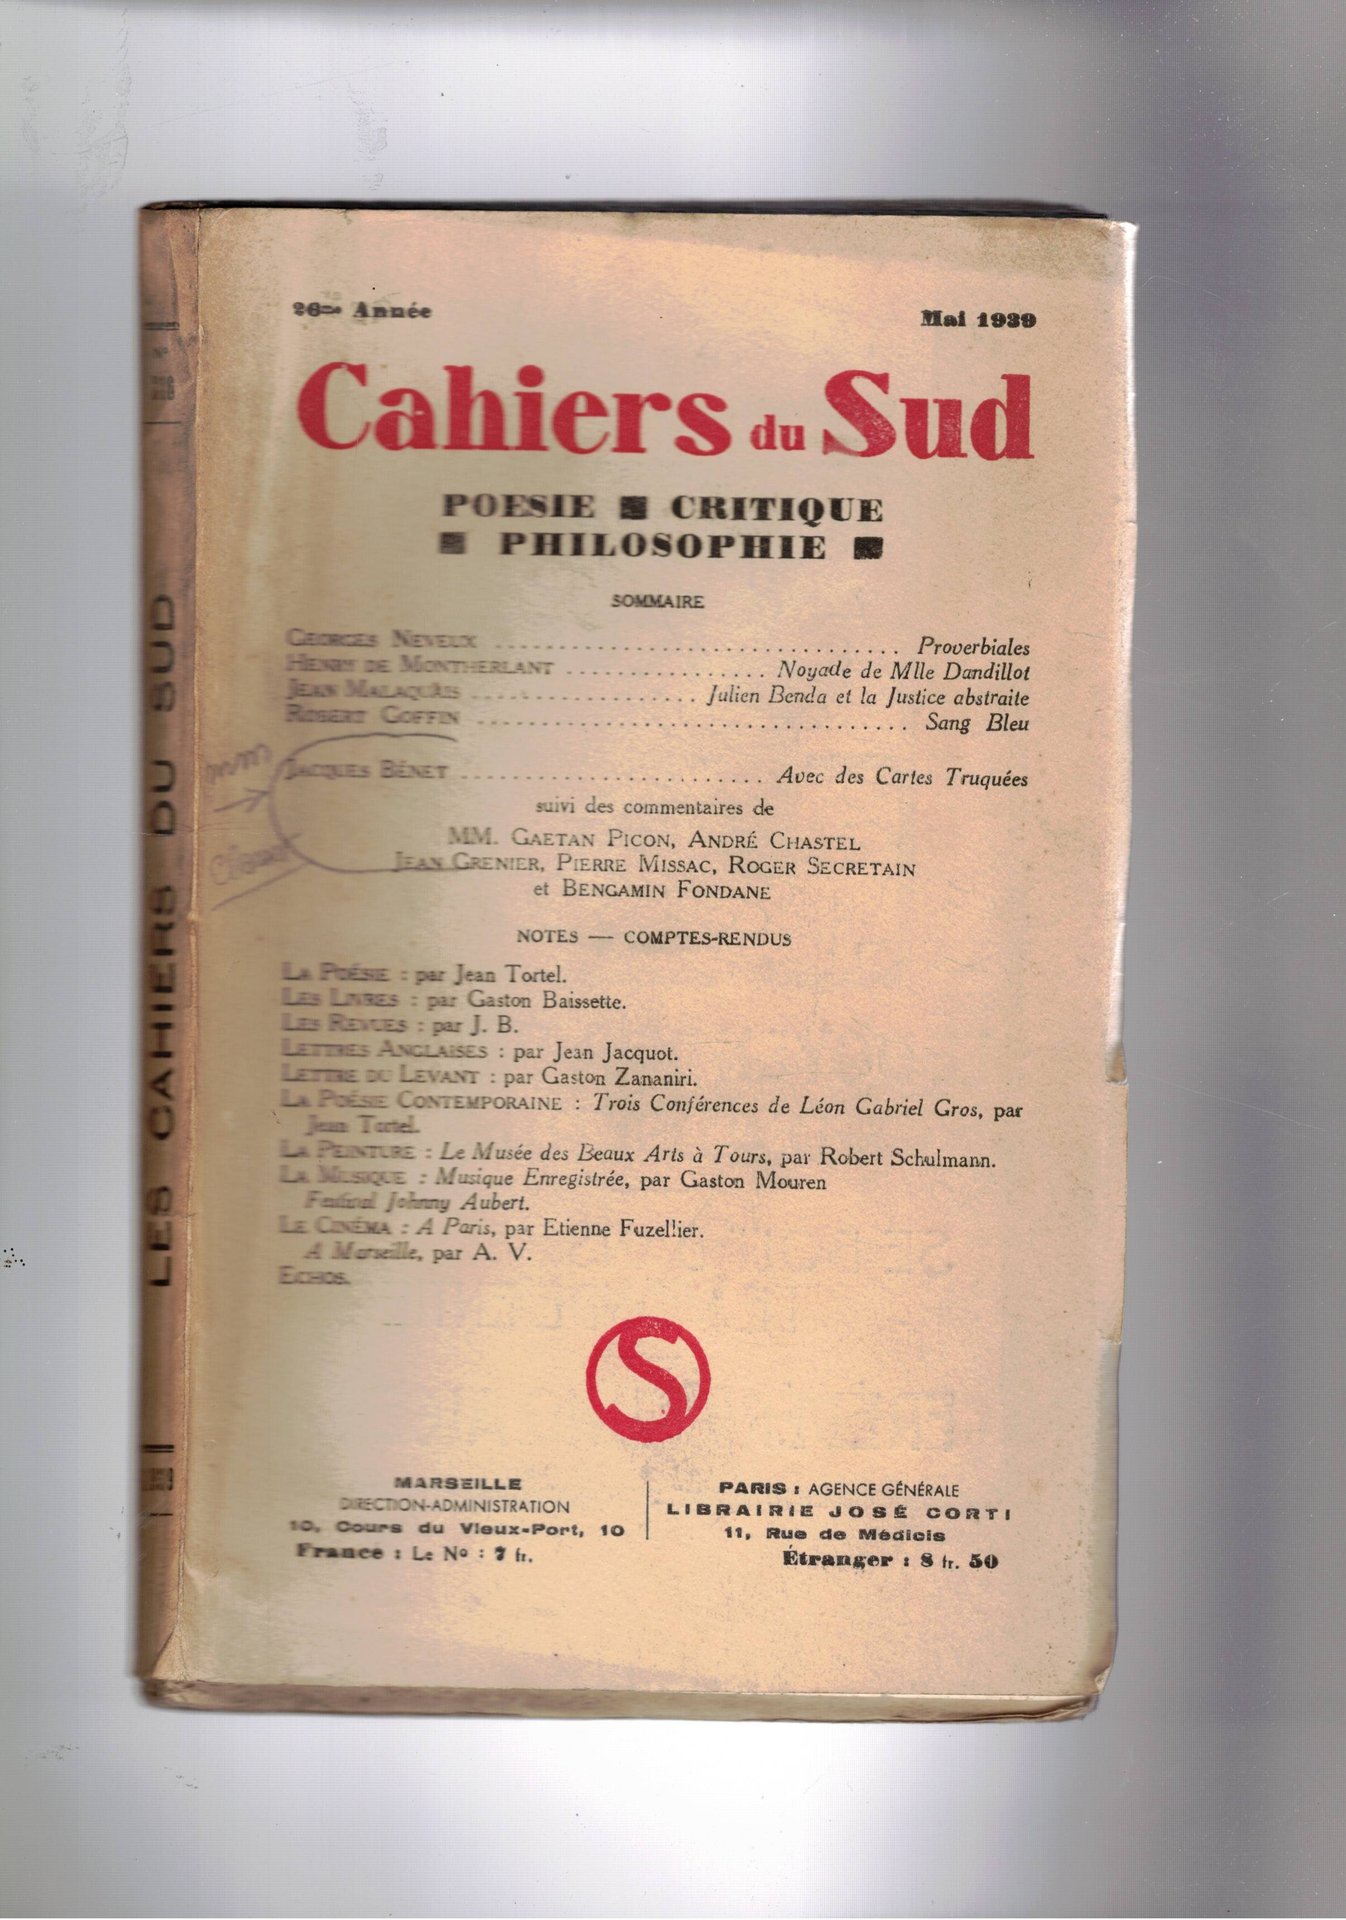 26me Année
Mai 1939
Cahiers du Sud
POESIE ■ CRITIQUE
■ PHILOSOPHIE ■
SOMMAIRE
GEORGES NEVEUX ................................ Proverbiales
HENRY DE MONTHERLANT ................. Noyade de Mlle Dandillot
JEAN MALAQUAIS ................... Julien Benda et la Justice abstraite
ROBERT GOFFIN .................................... Sang Bleu
JACQUES BÉNET ........................ Avec des Cartes Truquées
suivi des commentaires de
MM. GAETAN PICON, ANDRÉ CHASTEL
JEAN GRENIER, PIERRE MISSAC, ROGER SECRETAIN
et BENGAMIN FONDANE
NOTES — COMPTES-RENDUS
LA POÉSIE : par Jean Tortel.
LES LIVRES : par Gaston Baissette.
LES REVUES : par J. B.
LETTRES ANGLAISES : par Jean Jacquot.
LETTRE DU LEVANT : par Gaston Zananiri.
LA POÉSIE CONTEMPORAINE : Trois Conférences de Léon Gabriel Gros, par
Jean Tortel.
LA PEINTURE : Le Musée des Beaux Arts à Tours, par Robert Schulmann.
LA MUSIQUE : Musique Enregistrée, par Gaston Mouren
Festival Johnny Aubert.
LE CINÉMA : A Paris, par Etienne Fuzellier.
A Marseille, par A. V.
ECHOS.
S
MARSEILLE
DIRECTION-ADMINISTRATION
10, Cours du Vieux-Port, 10
France : Le No : 7 fr.
PARIS : AGENCE GÉNÉRALE
LIBRAIRIE JOSÉ CORTI
11, Rue de Médicis
Étranger : 8 fr. 50
LES CAHIERS DU SUD